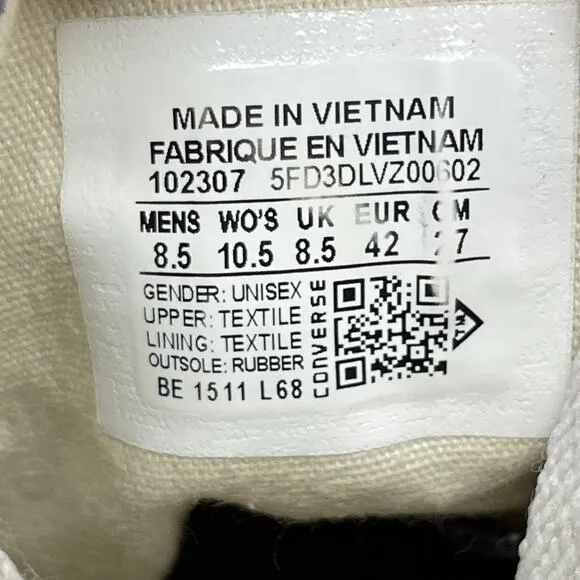 MADE IN VIETNAM
FABRIQUE EN VIETNAM
102307 5FD3DLVZ00602
MENS WO'S UK EUR CM
8.5 10.5 8.5 42 27
GENDER: UNISEX
UPPER: TEXTILE
LINING: TEXTILE
OUTSOLE: RUBBER
BE 1511 L68
CONVERSE
TM